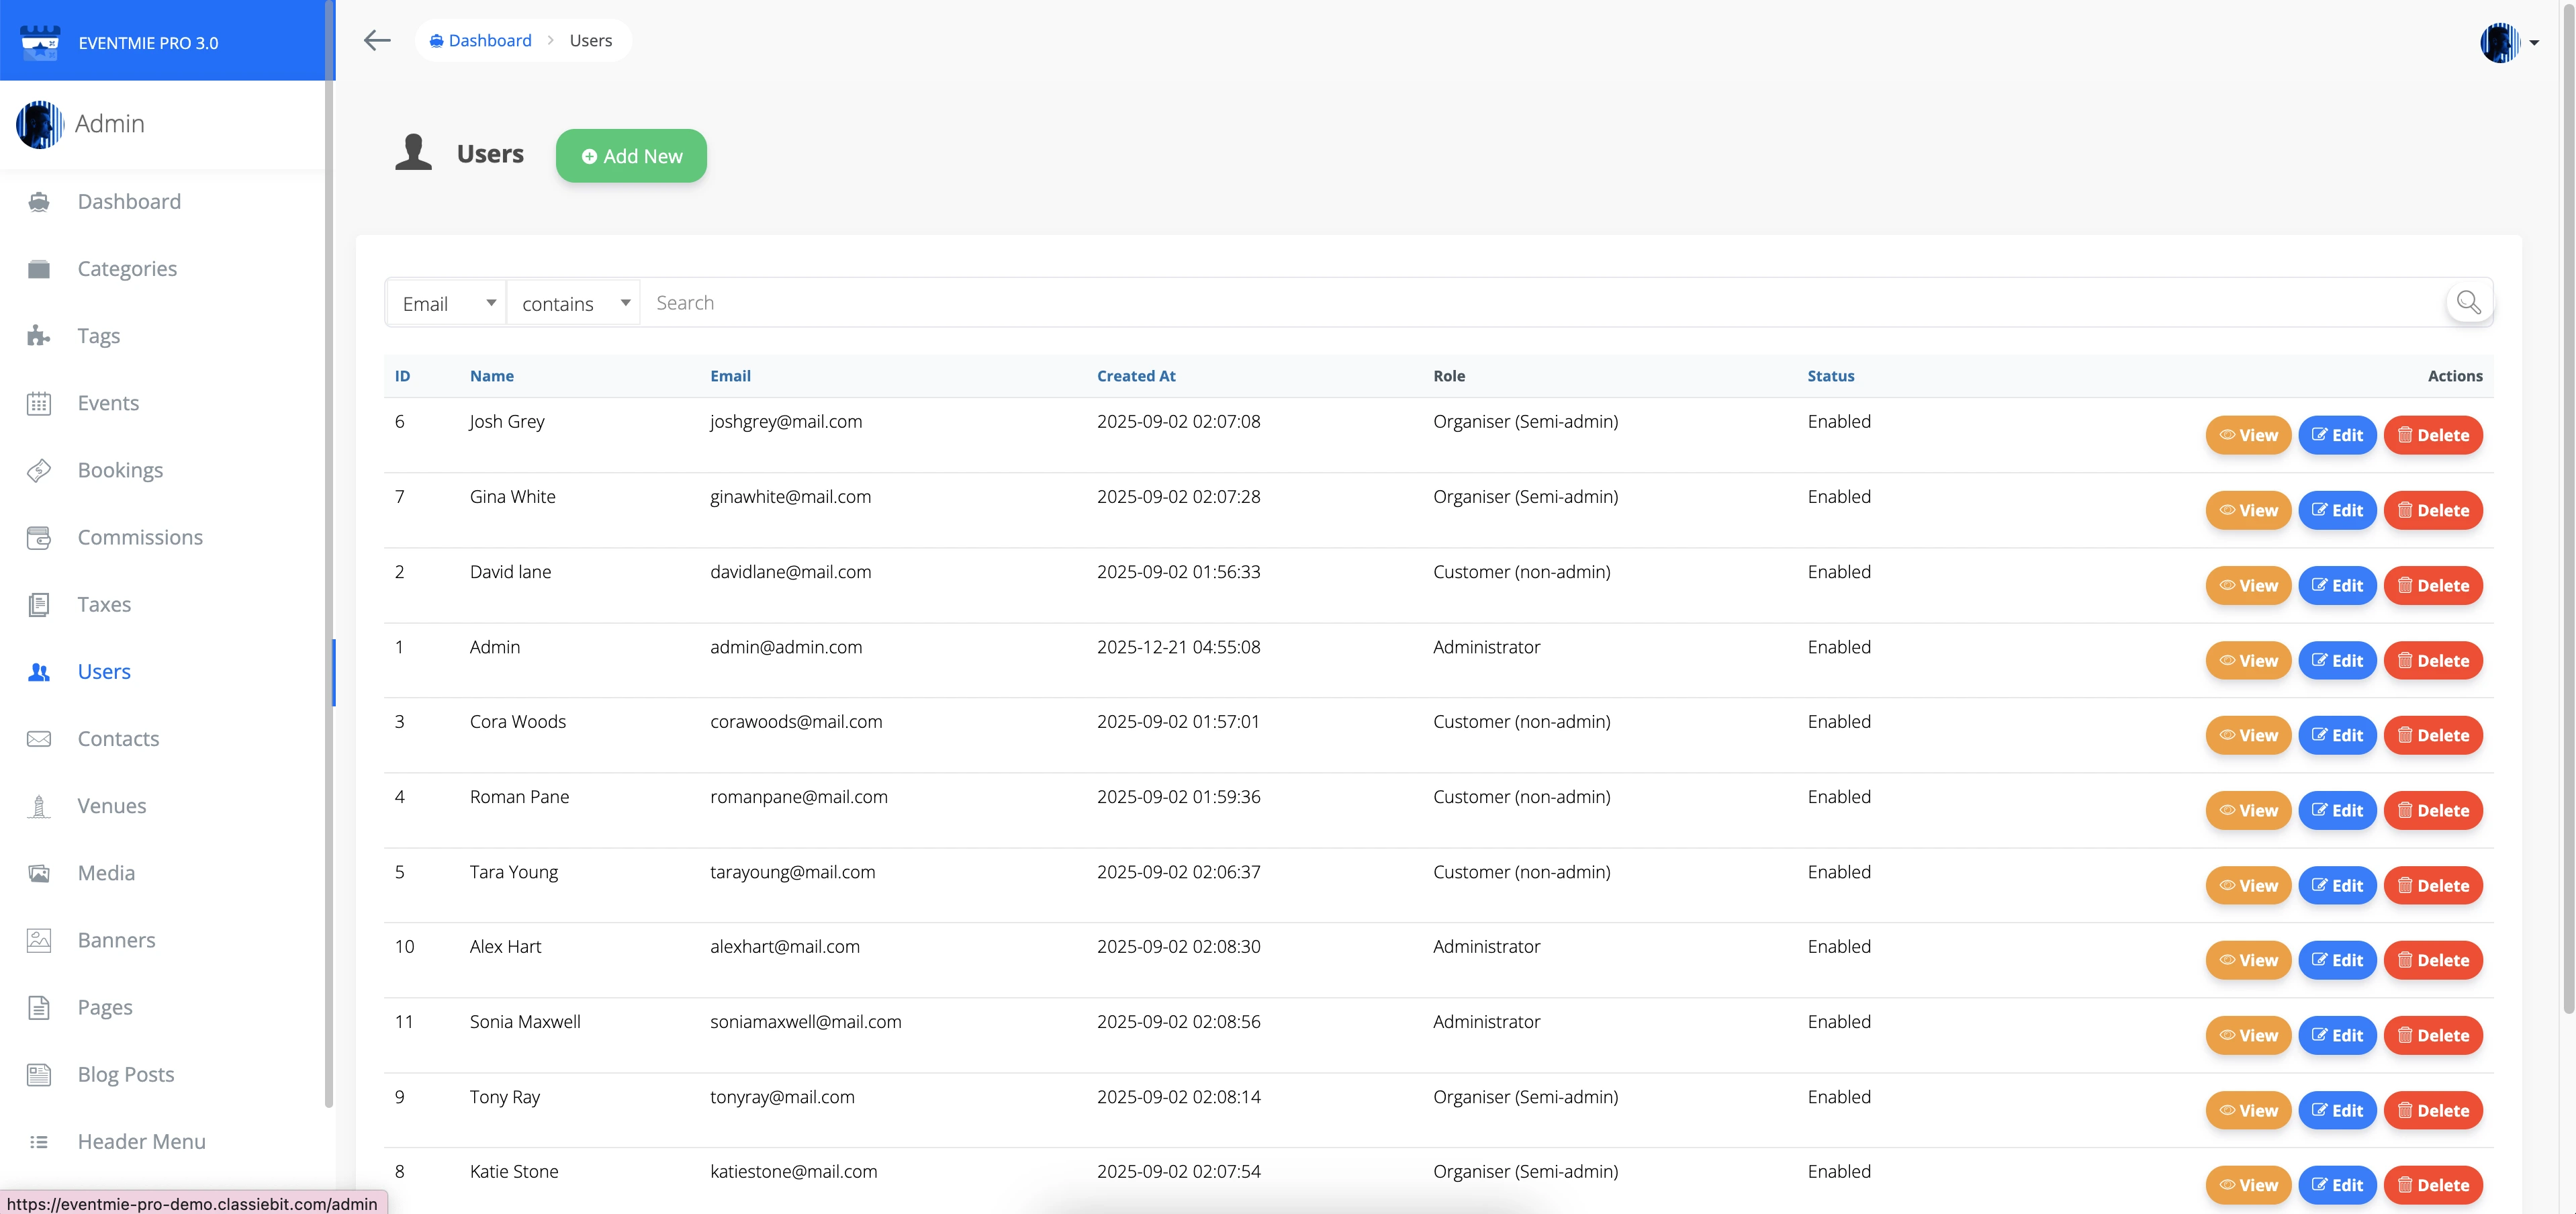 EVENTMIE PRO 3.0
Dashboard > Users
Admin
Dashboard
Categories
Tags
Events
Bookings
Commissions
Taxes
Users
Contacts
Venues
Media
Banners
Pages
Blog Posts
Header Menu
https://eventmie-pro-demo.classiebit.com/admin
Users Add New
Email contains Search
ID Name Email Created At Role Status Actions
6 Josh Grey joshgrey@mail.com 2025-09-02 02:07:08 Organiser (Semi-admin) Enabled View Edit Delete
7 Gina White ginawhite@mail.com 2025-09-02 02:07:28 Organiser (Semi-admin) Enabled View Edit Delete
2 David lane davidlane@mail.com 2025-09-02 01:56:33 Customer (non-admin) Enabled View Edit Delete
1 Admin admin@admin.com 2025-12-21 04:55:08 Administrator Enabled View Edit Delete
3 Cora Woods corawoods@mail.com 2025-09-02 01:57:01 Customer (non-admin) Enabled View Edit Delete
4 Roman Pane romanpane@mail.com 2025-09-02 01:59:36 Customer (non-admin) Enabled View Edit Delete
5 Tara Young tarayoung@mail.com 2025-09-02 02:06:37 Customer (non-admin) Enabled View Edit Delete
10 Alex Hart alexhart@mail.com 2025-09-02 02:08:30 Administrator Enabled View Edit Delete
11 Sonia Maxwell soniamaxwell@mail.com 2025-09-02 02:08:56 Administrator Enabled View Edit Delete
9 Tony Ray tonyray@mail.com 2025-09-02 02:08:14 Organiser (Semi-admin) Enabled View Edit Delete
8 Katie Stone katiestone@mail.com 2025-09-02 02:07:54 Organiser (Semi-admin) Enabled View Edit Delete